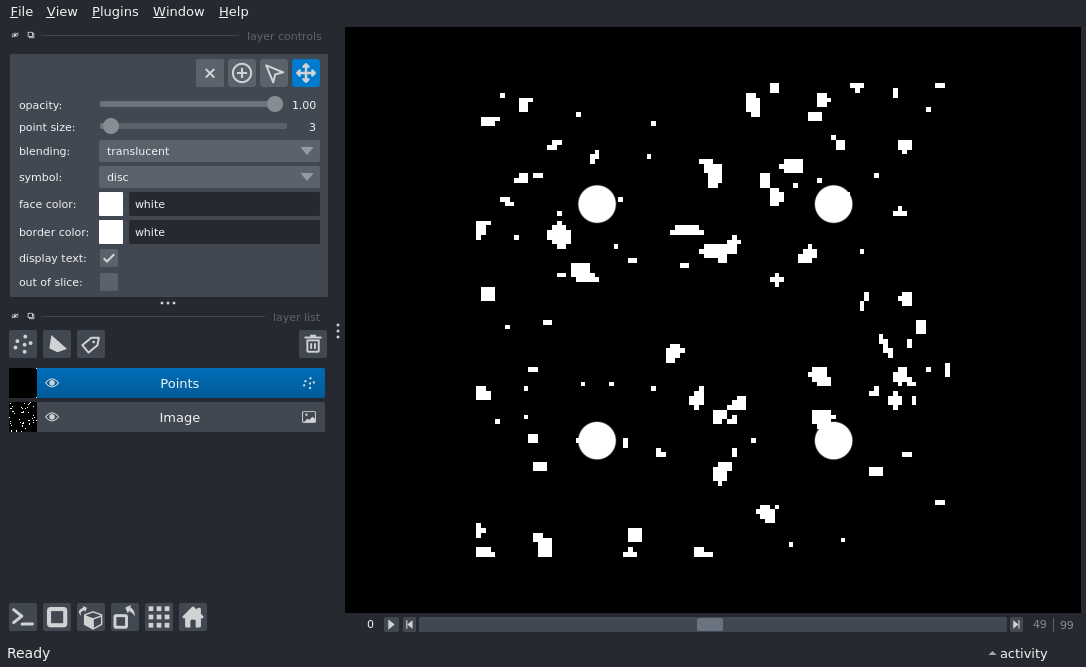 File View Plugins Window Help
layer controls
opacity: 1.00
point size: 3
blending: translucent
symbol: disc
face color: white
border color: white
display text:
out of slice:
layer list
Points
Image
0 49 99
Ready activity